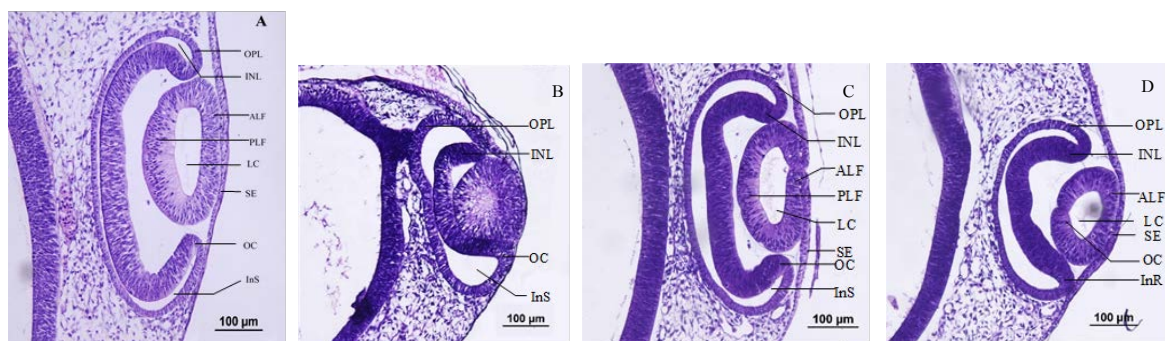 A
OPL
INL
ALF
PLF
LC
SE
OC
InS
100 µm
B
OPL
INL
OC
InS
100 µm
C
OPL
INL
ALF
PLF
LC
SE
OC
InS
100 µm
D
OPL
INL
ALF
LC
SE
OC
InR
100 µm